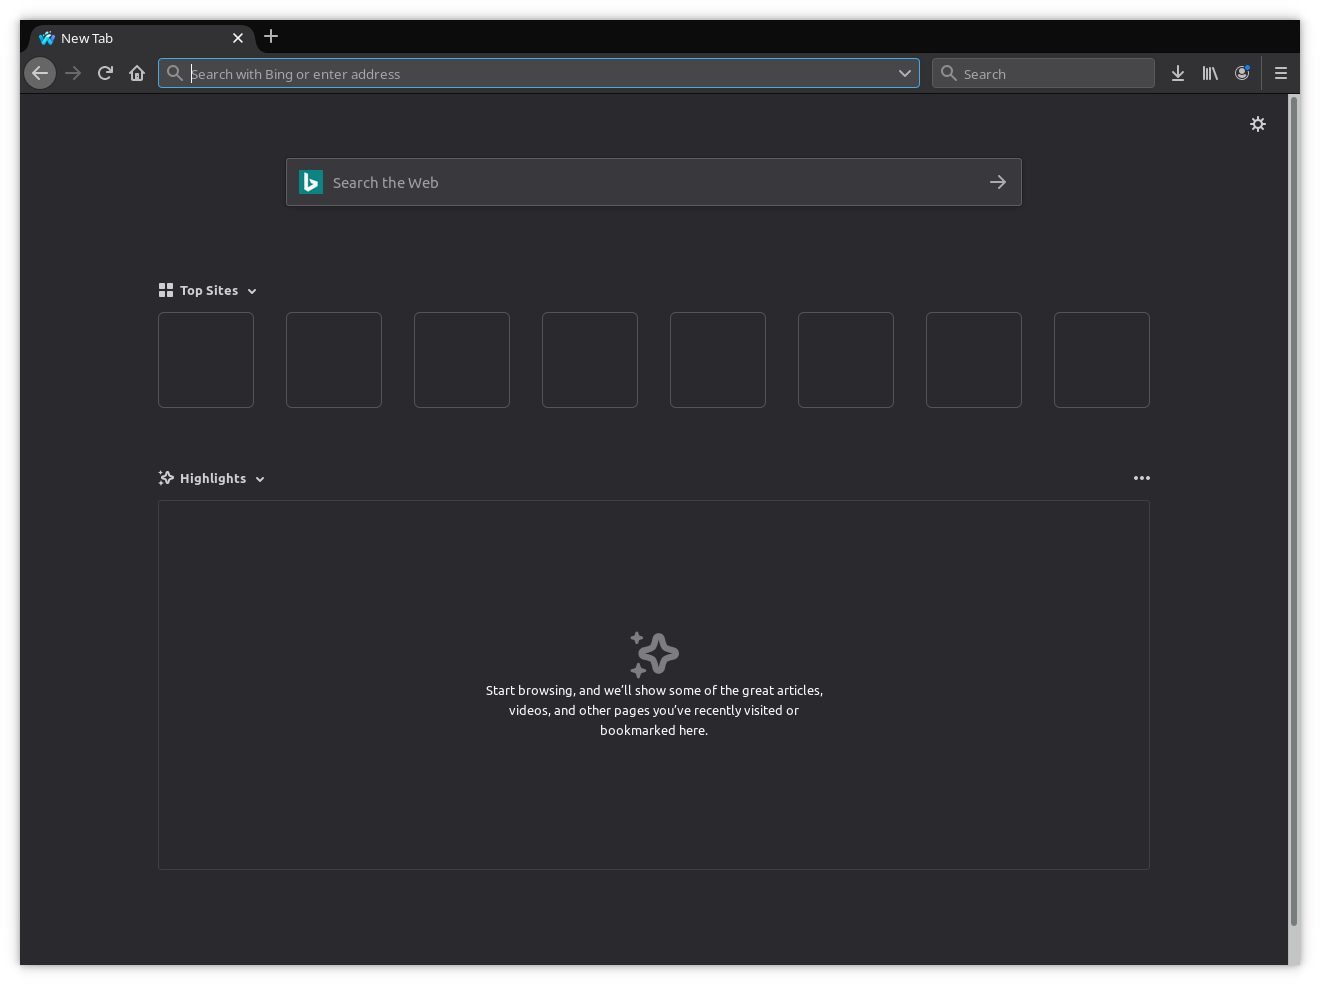 New Tab
Search with Bing or enter address
Search
Search the Web
Top Sites
Highlights
Start browsing, and we’ll show some of the great articles,
videos, and other pages you’ve recently visited or
bookmarked here.